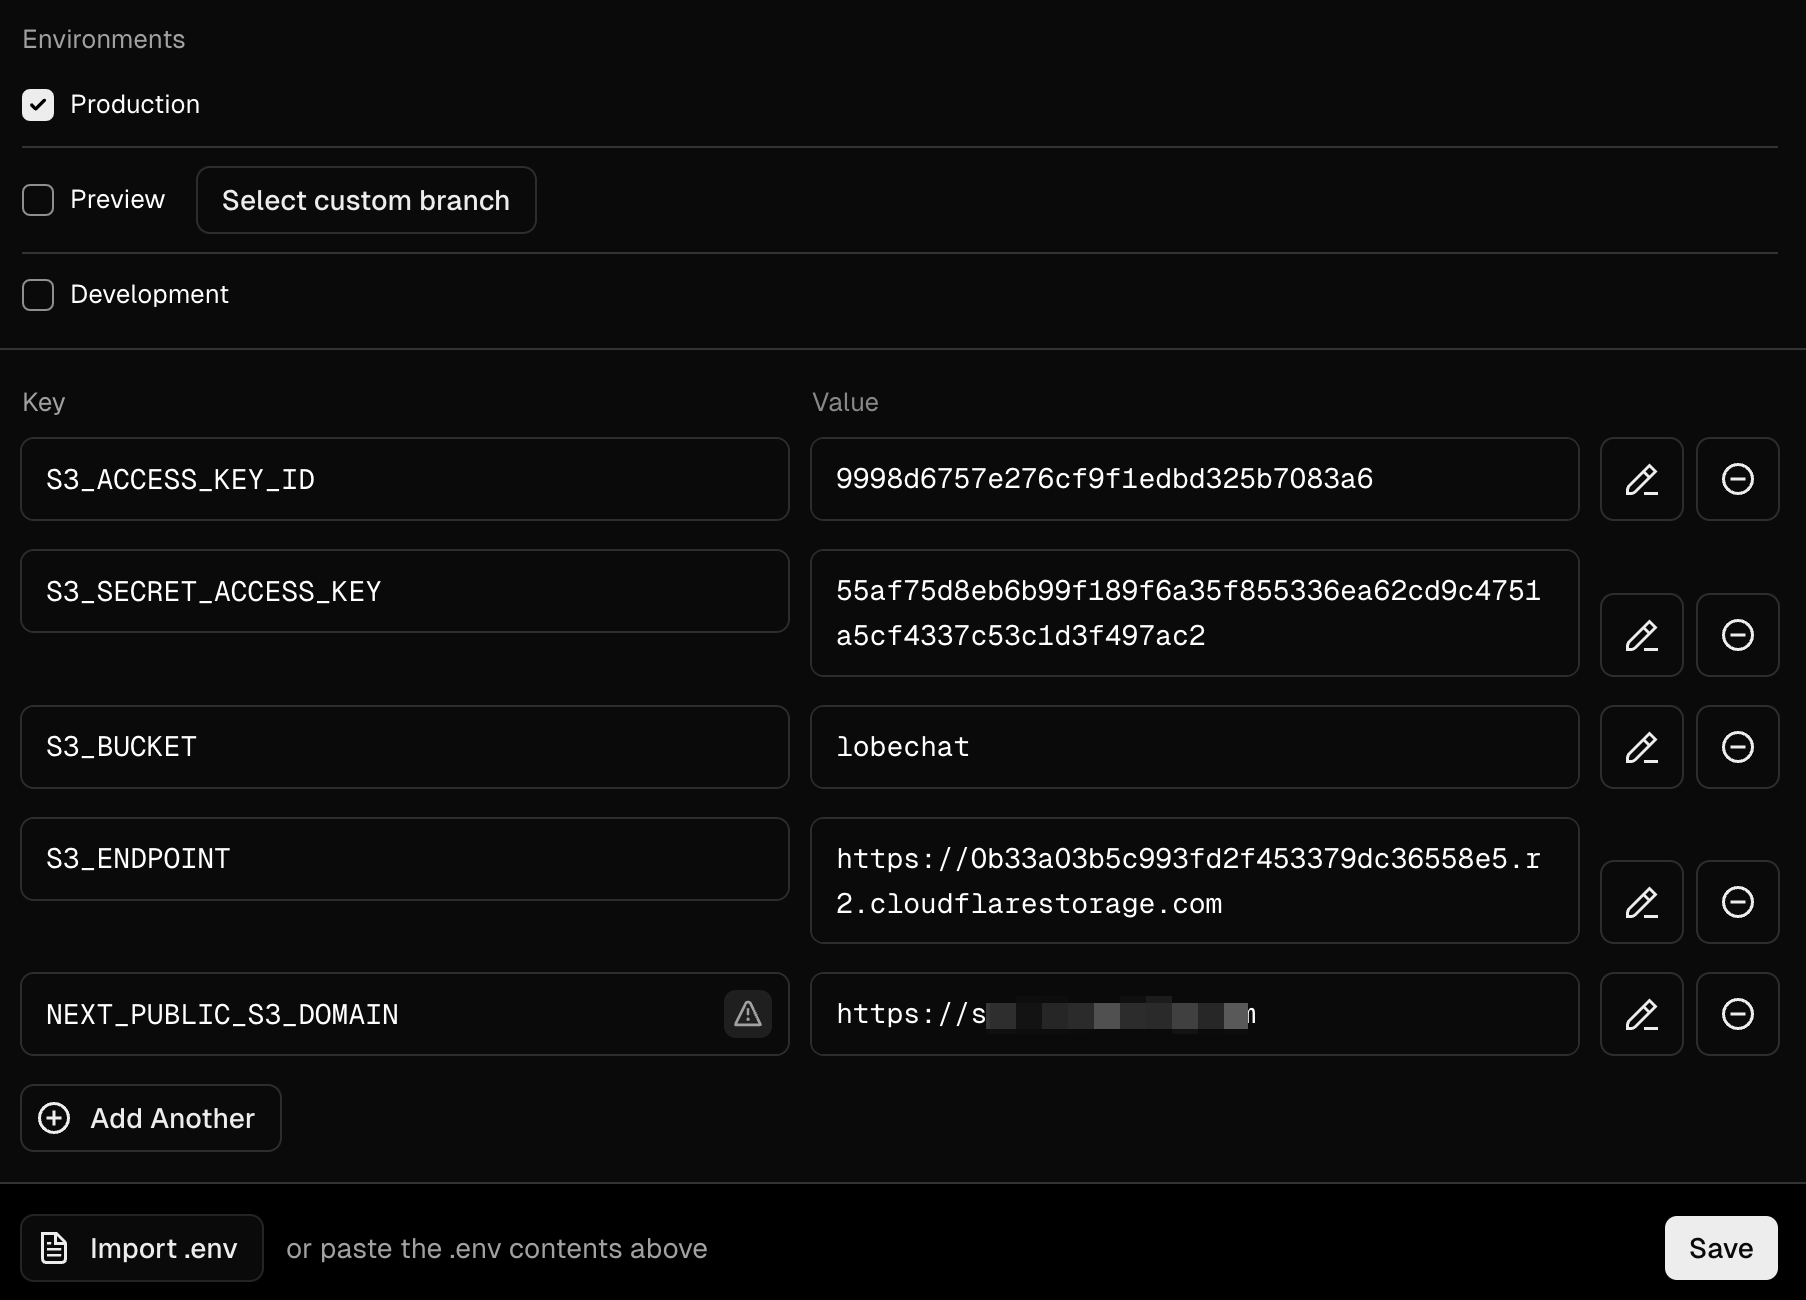 Environments
Production
Preview
Select custom branch
Development
Key
Value
S3_ACCESS_KEY_ID
9998d6757e276cf9f1edbd325b7083a6
S3_SECRET_ACCESS_KEY
55af75d8eb6b99f189f6a35f855336ea62cd9c4751
a5cf4337c53c1d3f497ac2
S3_BUCKET
lobechat
S3_ENDPOINT
https://0b33a03b5c993fd2f453379dc36558e5.r
2.cloudflarestorage.com
NEXT_PUBLIC_S3_DOMAIN
https://s
Add Another
Import .env
or paste the .env contents above
Save